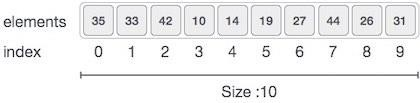 elements 35 33 42 10 14 19 27 44 26 31
index 0 1 2 3 4 5 6 7 8 9
Size :10